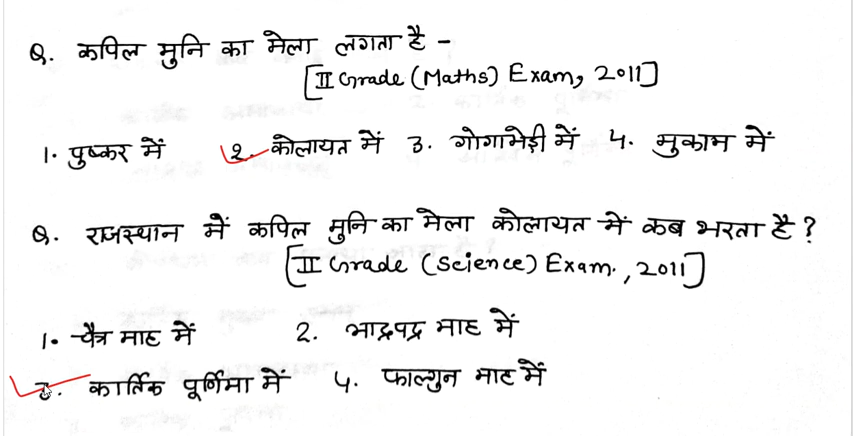 Q. कपिल मुनि का मेला लगता है -
[II Grade (Maths) Exam, 2011]
1. पुष्कर में 2. कोलायत में 3. गोगामेड़ी में 4. मुकाम में
Q. राजस्थान में कपिल मुनि का मेला कोलायत में कब भरता है?
[II Grade (Science) Exam., 2011]
1. चैत्र माह में 2. भाद्रपद्र माह में
3. कार्तिक पूर्णिमा में 4. फाल्गुन माह में